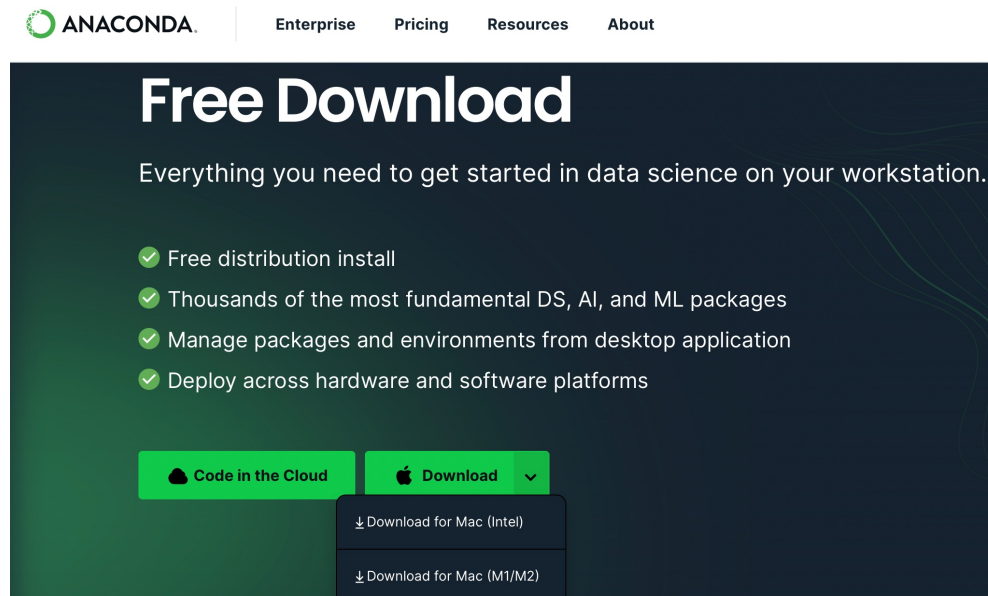 ANACONDA.
Enterprise Pricing Resources About
Free Download
Everything you need to get started in data science on your workstation.
Free distribution install
Thousands of the most fundamental DS, AI, and ML packages
Manage packages and environments from desktop application
Deploy across hardware and software platforms
Code in the Cloud Download
Download for Mac (Intel)
Download for Mac (M1/M2)